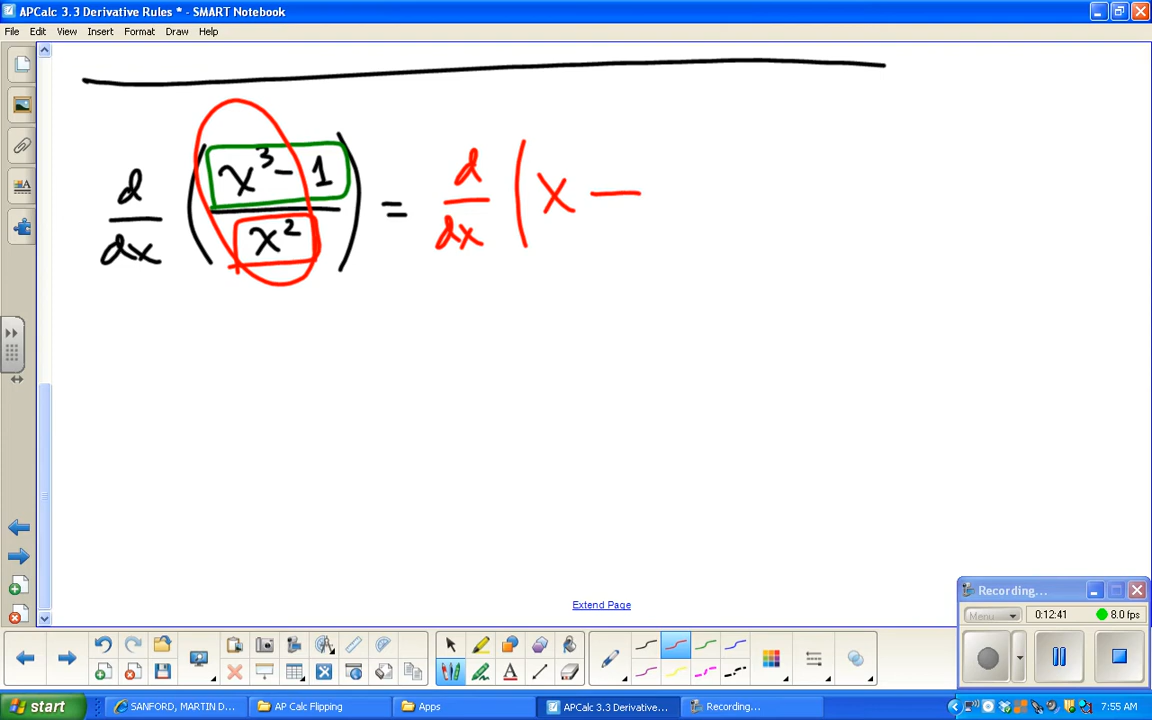 APCalc 3.3 Derivative Rules * - SMART Notebook
File Edit View Insert Format Draw Help
d/dx ( x³ - 1 / x² ) = d/dx ( x -
Extend Page
Recording...
Menu 0:12:41 8.0 fps
start SANFORD, MARTIN D... AP Calc Flipping Apps APCalc 3.3 Derivative... Recording... 7:55 AM